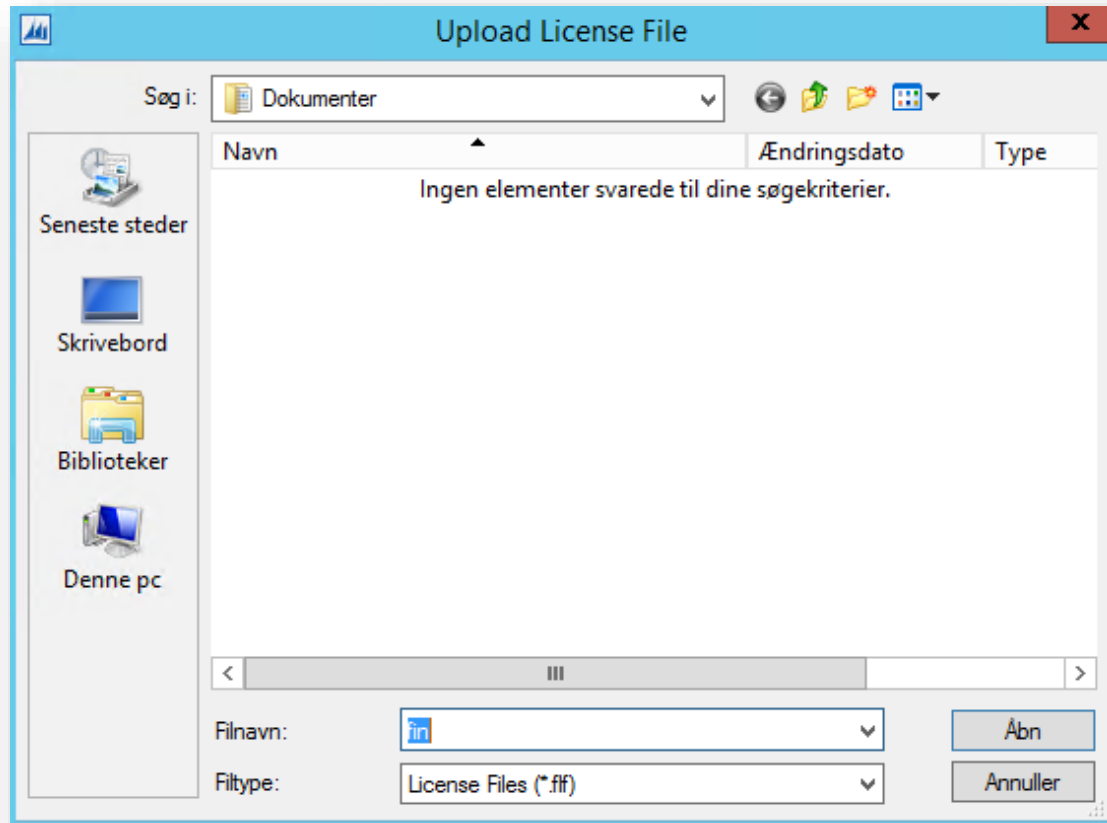 Upload License File
x
Søg i:
Dokumenter
Navn
Ændringsdato
Type
Ingen elementer svarede til dine søgekriterier.
Seneste steder
Skrivebord
Biblioteker
Denne pc
Filnavn:
fin
Åbn
Filtype:
License Files (*.flf)
Annuller